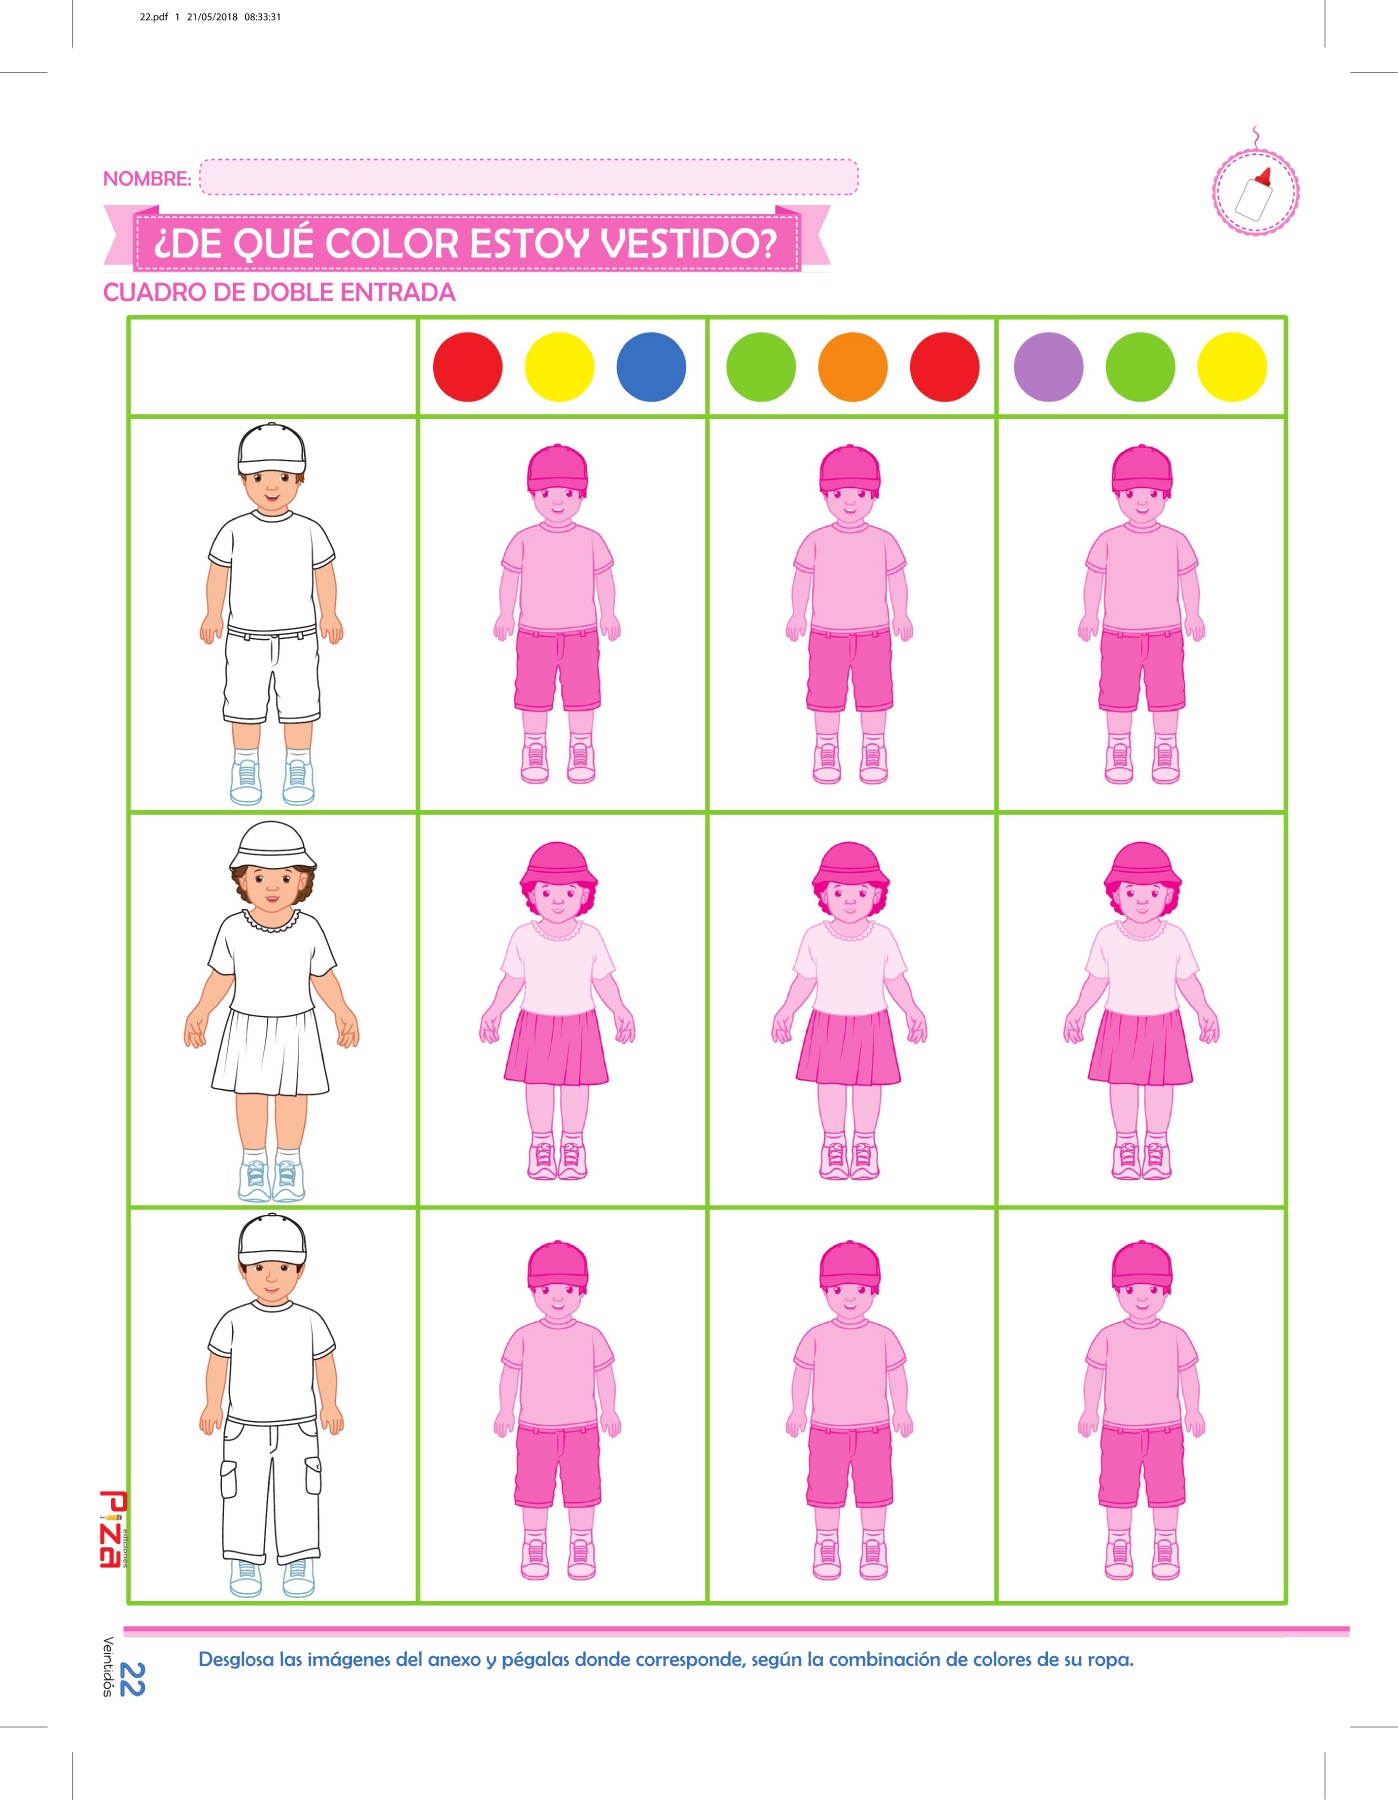 22.pdf 1 21/05/2018 08:33:31
NOMBRE:
¿DE QUÉ COLOR ESTOY VESTIDO?
CUADRO DE DOBLE ENTRADA
Piza
ediciones
22
Veintidós
Desglosa las imágenes del anexo y pégalas donde corresponde, según la combinación de colores de su ropa.